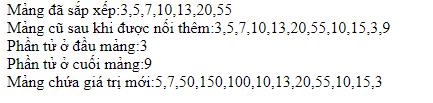 Mảng đã sắp xếp:3,5,7,10,13,20,55
Mảng cũ sau khi được nối thêm:3,5,7,10,13,20,55,10,15,3,9
Phần tử ở đầu mảng:3
Phần tử ở cuối mảng:9
Mảng chứa giá trị mới:5,7,50,150,100,10,13,20,55,10,15,3